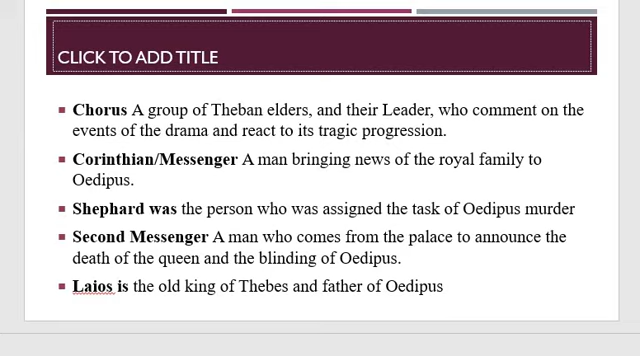 CLICK TO ADD TITLE
Chorus A group of Theban elders, and their Leader, who comment on the
events of the drama and react to its tragic progression.
Corinthian/Messenger A man bringing news of the royal family to
Oedipus.
Shephard was the person who was assigned the task of Oedipus murder
Second Messenger A man who comes from the palace to announce the
death of the queen and the blinding of Oedipus.
Laios is the old king of Thebes and father of Oedipus